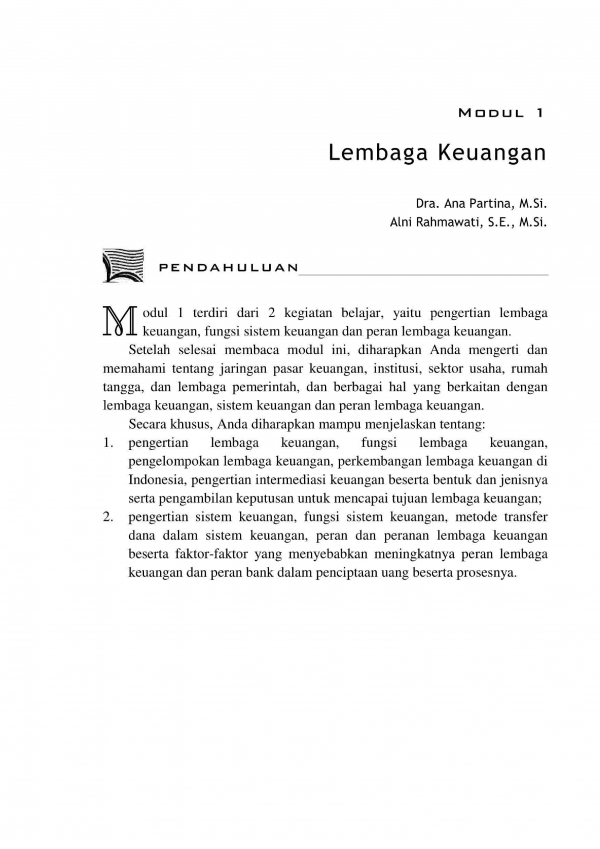 MODUL 1
Lembaga Keuangan
Dra. Ana Partina, M.Si.
Alni Rahmawati, S.E., M.Si.
PENDAHULUAN
Modul 1 terdiri dari 2 kegiatan belajar, yaitu pengertian lembaga
keuangan, fungsi sistem keuangan dan peran lembaga keuangan.
Setelah selesai membaca modul ini, diharapkan Anda mengerti dan
memahami tentang jaringan pasar keuangan, institusi, sektor usaha, rumah
tangga, dan lembaga pemerintah, dan berbagai hal yang berkaitan dengan
lembaga keuangan, sistem keuangan dan peran lembaga keuangan.
Secara khusus, Anda diharapkan mampu menjelaskan tentang:
1. pengertian lembaga keuangan, fungsi lembaga keuangan,
pengelompokan lembaga keuangan, perkembangan lembaga keuangan di
Indonesia, pengertian intermediasi keuangan beserta bentuk dan jenisnya
serta pengambilan keputusan untuk mencapai tujuan lembaga keuangan;
2. pengertian sistem keuangan, fungsi sistem keuangan, metode transfer
dana dalam sistem keuangan, peran dan peranan lembaga keuangan
beserta faktor-faktor yang menyebabkan meningkatnya peran lembaga
keuangan dan peran bank dalam penciptaan uang beserta prosesnya.